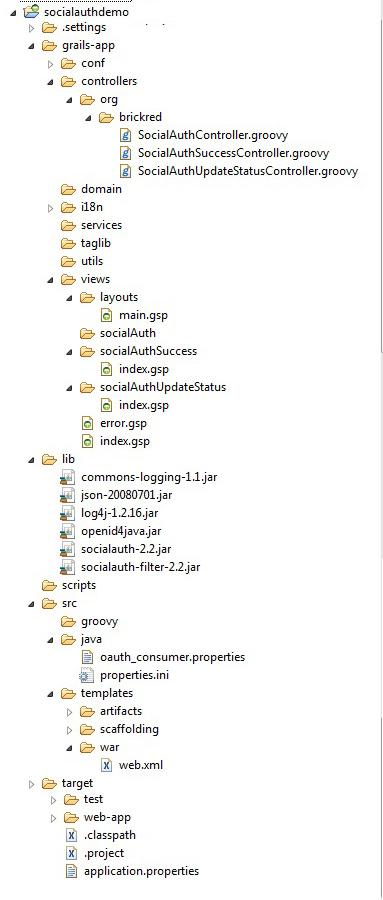 socialauthdemo
.settings
grails-app
conf
controllers
org
brickred
SocialAuthController.groovy
SocialAuthSuccessController.groovy
SocialAuthUpdateStatusController.groovy
domain
i18n
services
taglib
utils
views
layouts
main.gsp
socialAuth
socialAuthSuccess
index.gsp
socialAuthUpdateStatus
index.gsp
error.gsp
index.gsp
lib
commons-logging-1.1.jar
json-20080701.jar
log4j-1.2.16.jar
openid4java.jar
socialauth-2.2.jar
socialauth-filter-2.2.jar
scripts
src
groovy
java
oauth_consumer.properties
properties.ini
templates
artifacts
scaffolding
war
web.xml
target
test
web-app
.classpath
.project
application.properties